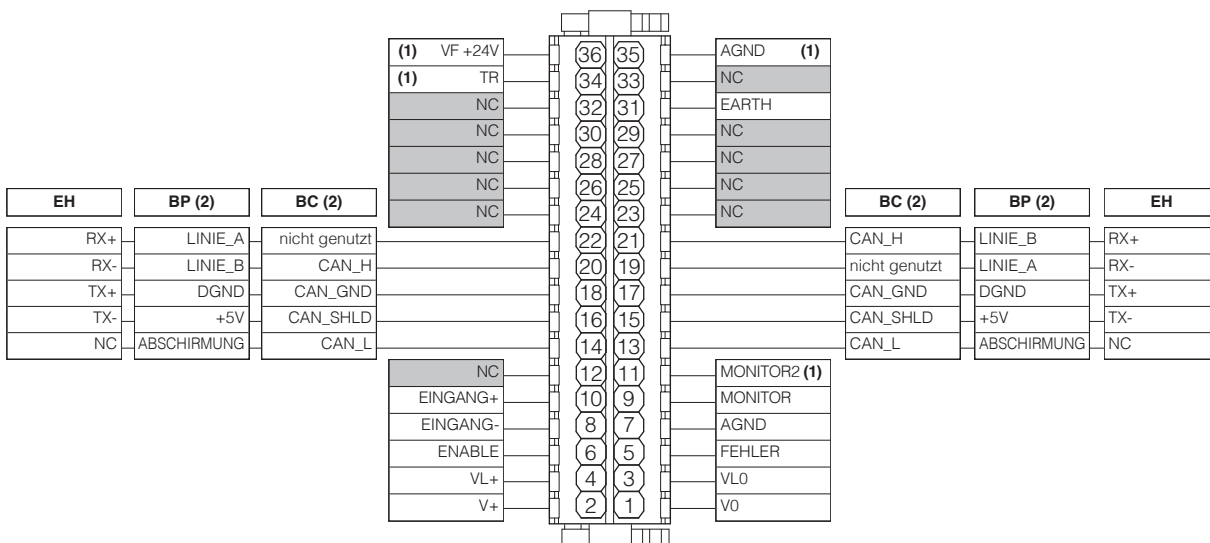 (1) VF +24V 36 35 AGND (1)
(1) TR 34 33 NC
NC 32 31 EARTH
NC 30 29 NC
NC 28 27 NC
NC 26 25 NC
EH BP (2) BC (2) NC 24 23 NC BC (2) BP (2) EH
RX+ LINIE_A nicht genutzt 22 21 CAN_H LINIE_B RX+
RX- LINIE_B CAN_H 20 19 nicht genutzt LINIE_A RX-
TX+ DGND CAN_GND 18 17 CAN_GND DGND TX+
TX- +5V CAN_SHLD 16 15 CAN_SHLD +5V TX-
NC ABSCHIRMUNG CAN_L 14 13 CAN_L ABSCHIRMUNG NC
NC 12 11 MONITOR2 (1)
EINGANG+ 10 9 MONITOR
EINGANG- 8 7 AGND
ENABLE 6 5 FEHLER
VL+ 4 3 VL0
V+ 2 1 V0